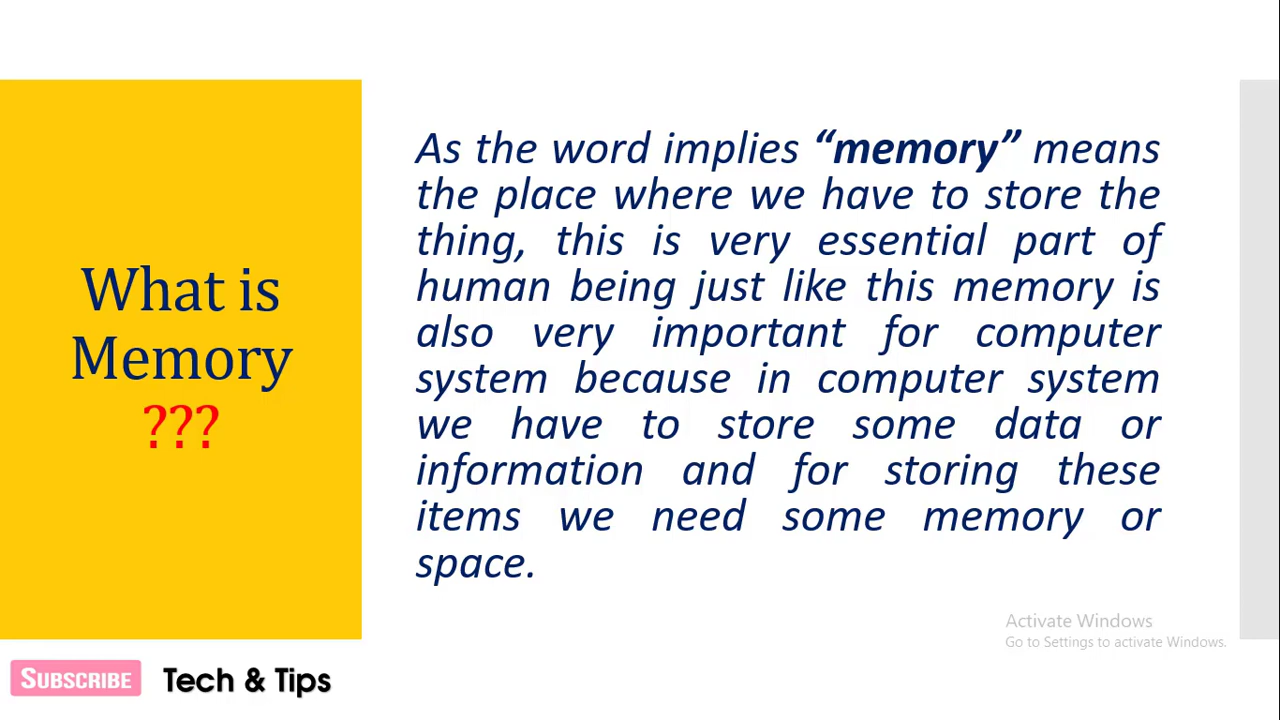 What is
Memory
???
As the word implies “memory” means
the place where we have to store the
thing, this is very essential part of
human being just like this memory is
also very important for computer
system because in computer system
we have to store some data or
information and for storing these
items we need some memory or
space.
Activate Windows
Go to Settings to activate Windows.
SUBSCRIBE
Tech & Tips